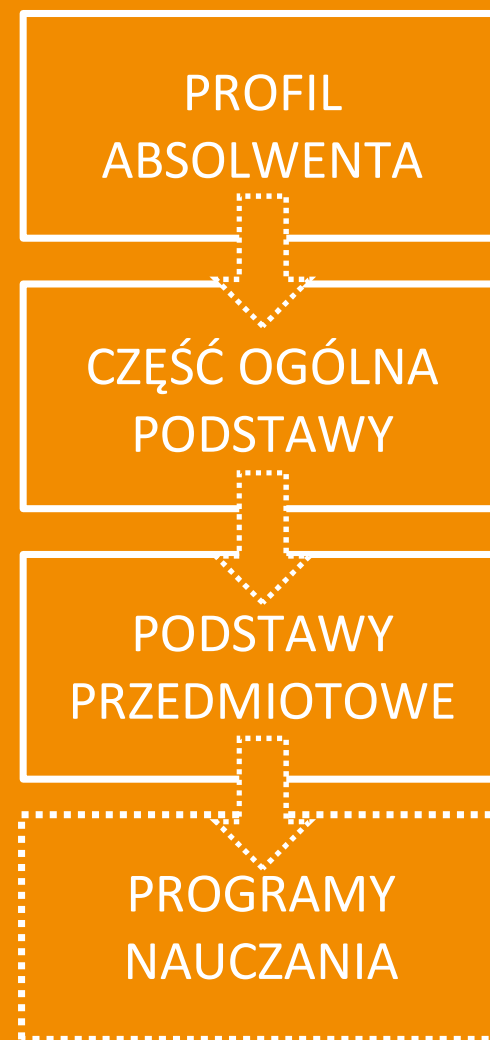 PROFIL
ABSOLWENTA
CZĘŚĆ OGÓLNA
PODSTAWY
PODSTAWY
PRZEDMIOTOWE
PROGRAMY
NAUCZANIA